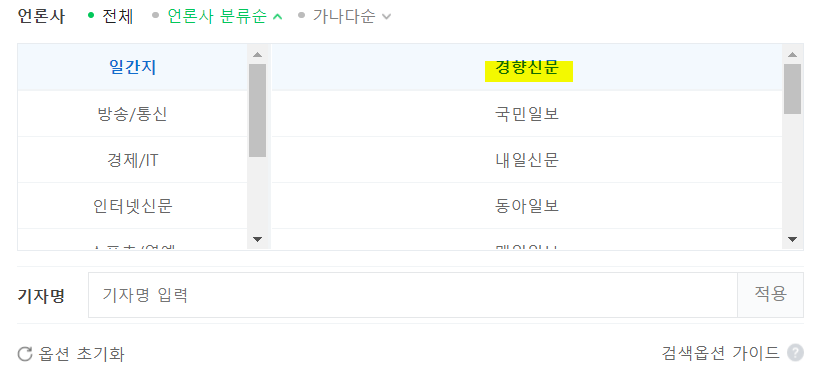 언론사 전체 언론사 분류순 가나다순
일간지 경향신문
방송/통신 국민일보
경제/IT 내일신문
인터넷신문 동아일보
기자명 기자명 입력 적용
옵션 초기화 검색옵션 가이드 ?